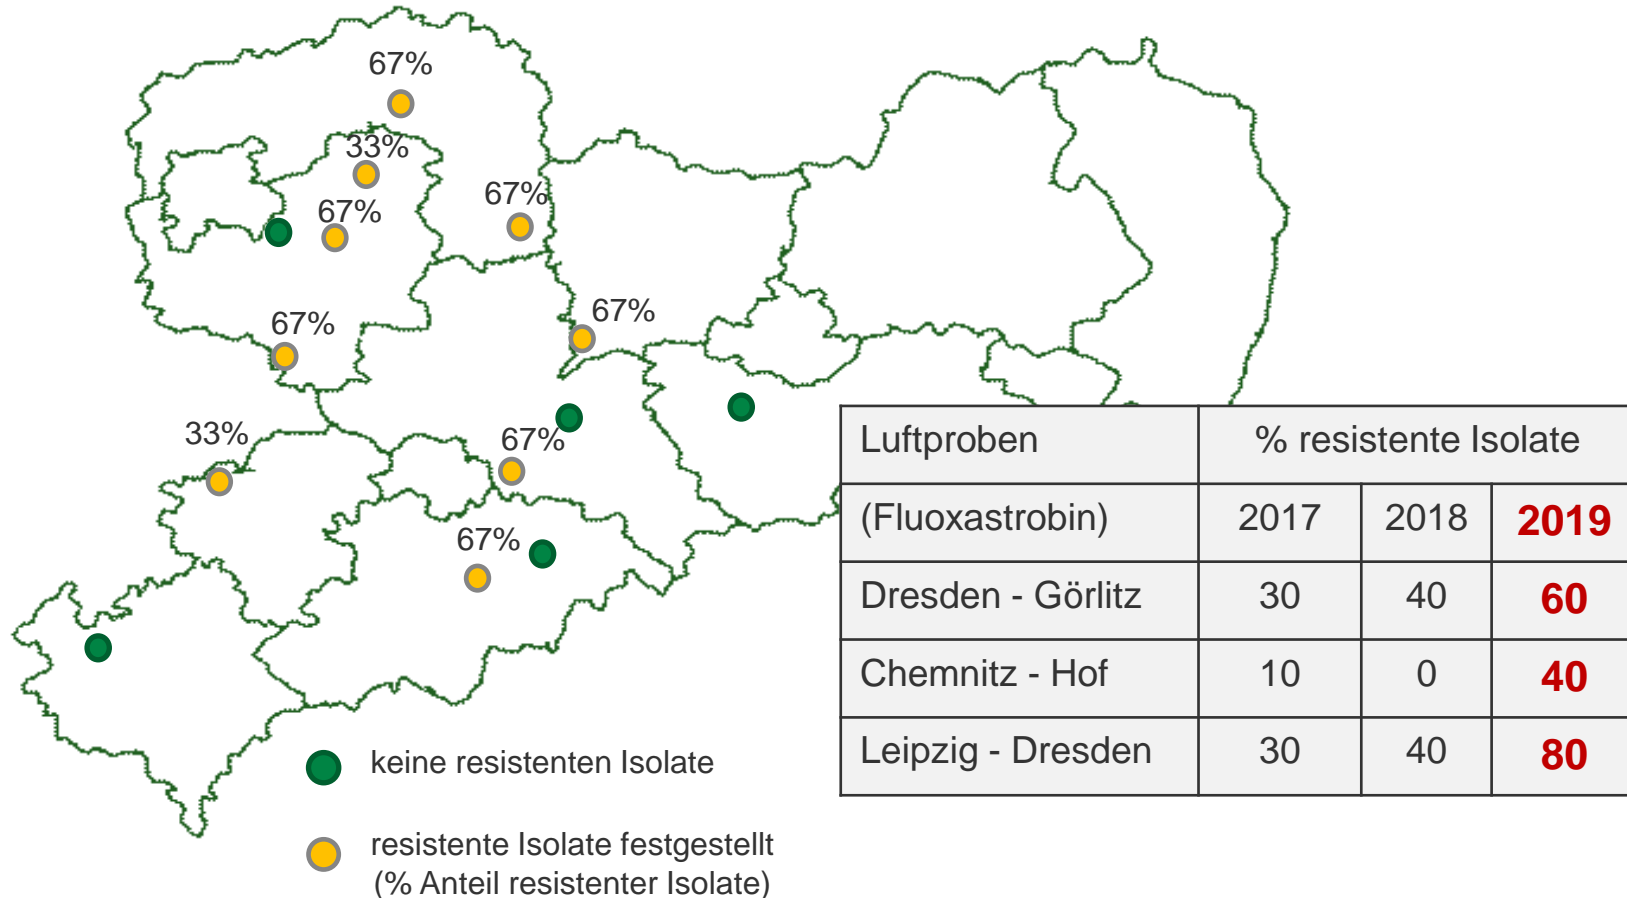 67%
33%
67%
67%
67%
67%
33%
67%
67%
Luftproben % resistente Isolate
(Fluoxastrobin) 2017 2018 2019
Dresden - Görlitz 30 40 60
Chemnitz - Hof 10 0 40
Leipzig - Dresden 30 40 80
keine resistenten Isolate
resistente Isolate festgestellt
(% Anteil resistenter Isolate)